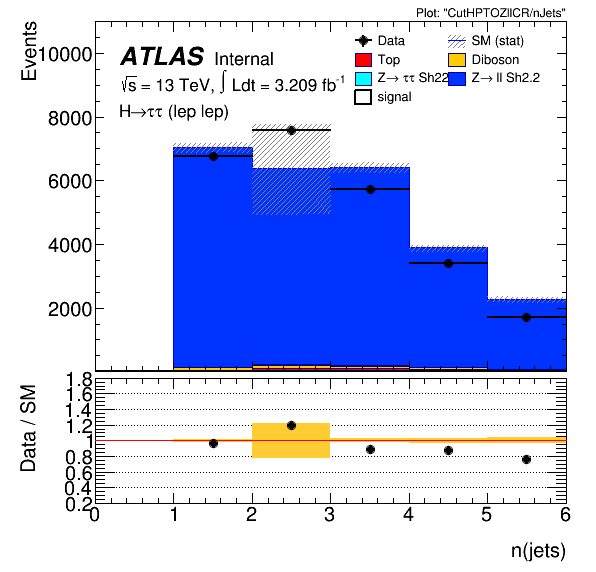 Plot: "CutHPTOZllCR/nJets"
Events
10000
8000
6000
4000
2000
ATLAS Internal
√s = 13 TeV, ∫ Ldt = 3.209 fb⁻¹
H→ττ (lep lep)
Data
SM (stat)
Top
Diboson
Z→ ττ Sh22
Z→ ll Sh2.2
signal
Data / SM
1.8
1.6
1.4
1.2
1
0.8
0.6
0.4
0.2
0 1 2 3 4 5 6
n(jets)